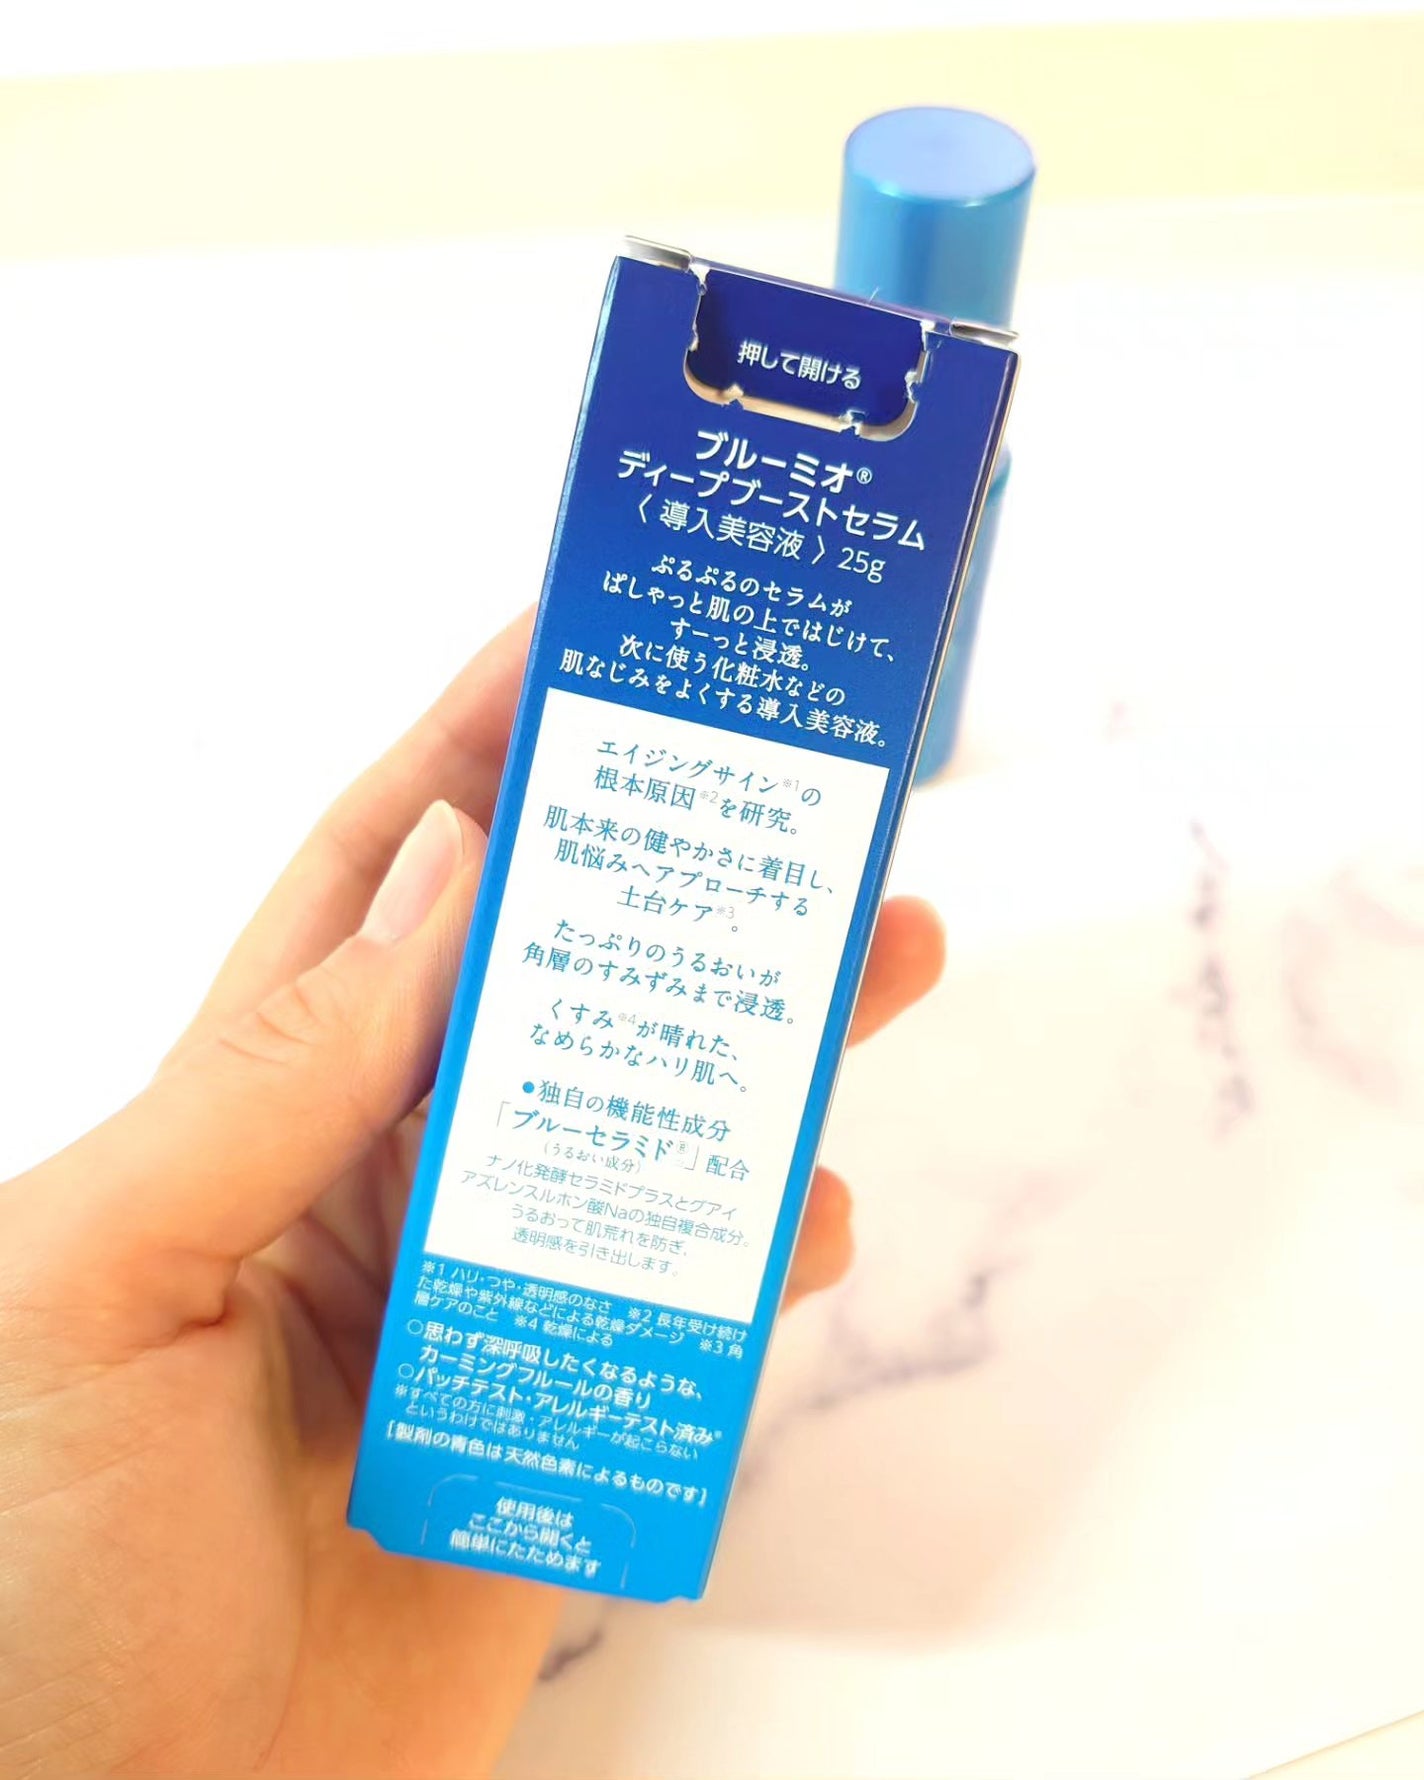 押して開ける
ブルーミオ®
ディープブーストセラム
〈導入美容液〉25g
ぷるぷるのセラムが
ぱしゃっと肌の上ではじけて、
すーっと浸透。
次に使う化粧水などの
肌なじみをよくする導入美容液。
エイジングサイン※1の
根本原因※2を研究。
肌本来の健やかさに着目し、
肌悩みへアプローチする
土台ケア※3。
たっぷりのうるおいが
角層のすみずみまで浸透。
くすみ※4が晴れた、
なめらかなハリ肌へ。
●独自の機能性成分
「ブルーセラミド®」配合
(うるおい成分)
ナノ化発酵セラミドプラスとグアイ
アズレンスルホン酸Naの独自複合成分。
うるおって肌荒れを防ぎ、
透明感を引き出します。
※1 ハリ・つや・透明感のなさ ※2 長年受け続け
た乾燥や紫外線などによる乾燥ダメージ ※3 角
層ケアのこと ※4 乾燥による
○思わず深呼吸したくなるような、
カーミングフルールの香り
○パッチテスト・アレルギーテスト済み※
※すべての方に刺激・アレルギーが起こらない
というわけではありません
[製剤の青色は天然色素によるものです]
使用後は
ここから開くと
簡単にたためます